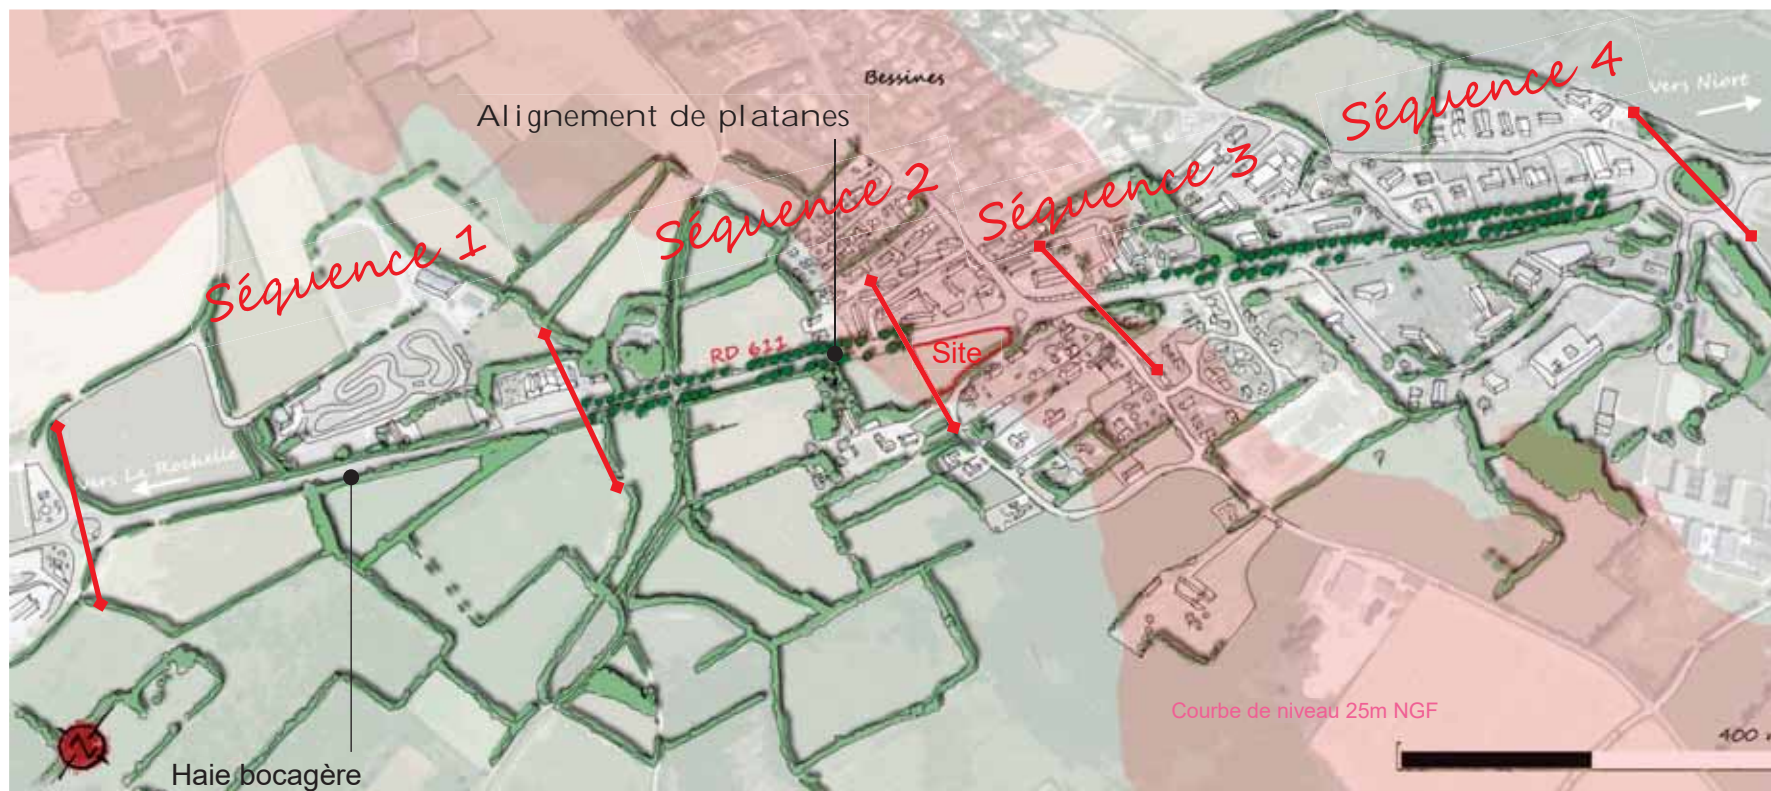 Bessines
Séquence 4
vers Niort
Alignement de platanes
Séquence 3
Séquence 2
Séquence 1
RD 611
Site
vers La Rochelle
?
Courbe de niveau 25m NGF
400 m
Haie bocagère